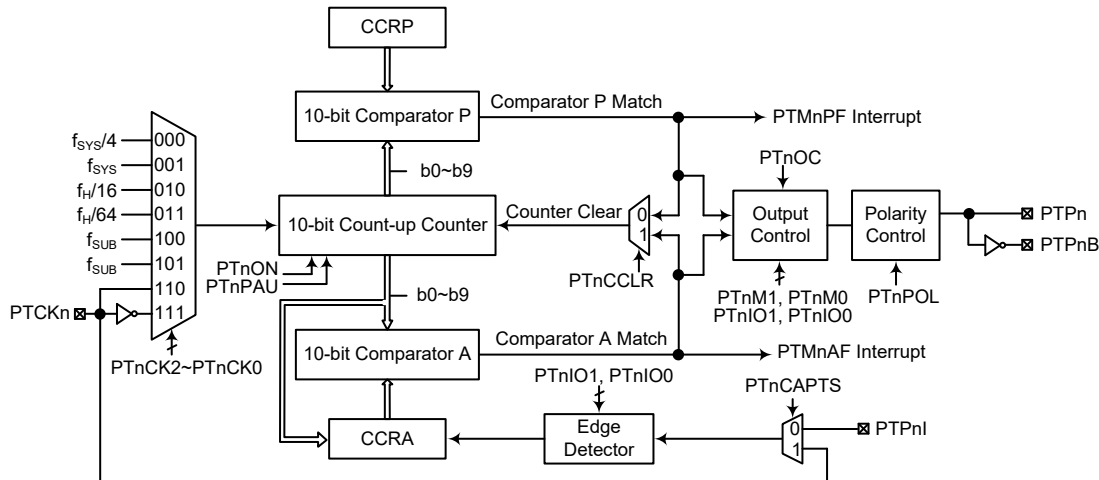 CCRP
10-bit Comparator P
Comparator P Match
PTMnPF Interrupt
b0~b9
PTnOC
fSYS/4
000
fSYS
001
fH/16
010
fH/64
011
fSUB
100
fSUB
101
110
111
10-bit Count-up Counter
Counter Clear
0
1
PTnCCLR
Output
Control
Polarity
Control
PTPn
PTPnB
PTnON
PTnPAU
PTnM1, PTnM0
PTnIO1, PTnIO0
PTnPOL
b0~b9
PTCKn
PTnCK2~PTnCK0
10-bit Comparator A
Comparator A Match
PTMnAF Interrupt
PTnIO1, PTnIO0
PTnCAPTS
CCRA
Edge
Detector
0
1
PTPnI